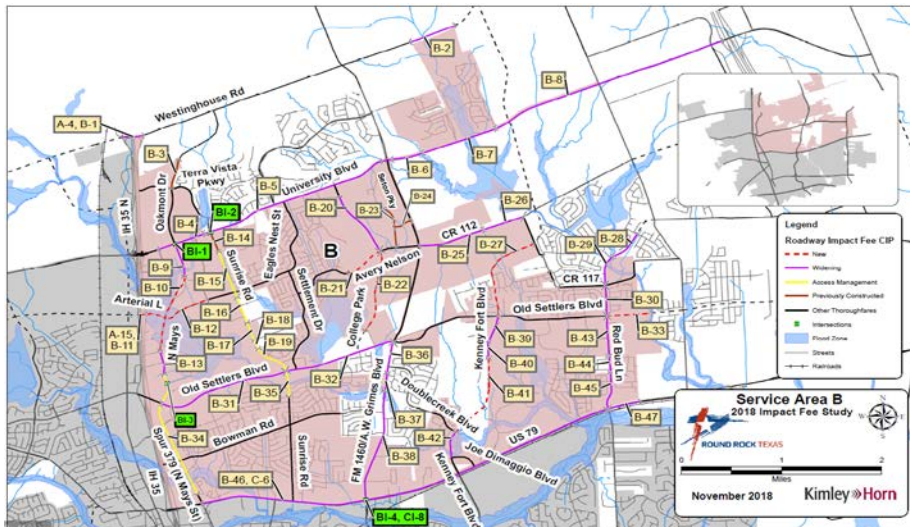 B-2
B-8
Westinghouse Rd
A-4, B-1
B-3
Terra Vista
Pkwy
B-5
University Blvd
B-7
B-6
Oakmont Dr
IH 35 N
B-4
BI-2
B-20
B-23
Seton Pky
B-24
B-26
BI-1
B-14
Eagles Nest St
B
CR 112
B-27
B-29
B-28
B-9
B-10
B-15
Sunrise Rd
Settlement Dr
Avery Nelson
B-25
CR 117
Arterial L
B-16
B-21
College Park
B-22
Kenney Fort Blvd
Old Settlers Blvd
B-30
A-15,
B-11
N Mays
B-12
B-17
B-18
B-19
B-33
B-13
B-36
B-39
B-43
Red Bud Ln
Old Settlers Blvd
B-32
B-40
B-44
B-31
B-35
B-41
B-45
BI-3
FM 1460/A.W. Grimes Blvd
Doublecreek Blvd
B-37
B-42
US 79
B-47
B-34
Bowman Rd
B-38
Joe Dimaggio Blvd
Spur 379 (N Mays St)
IH 35
B-46, C-6
Sunrise Rd
Kenney Fort Blvd
BI-4, CI-8
Legend
Roadway Impact Fee CIP
New
Widening
Access Management
Previously Constructed
Other Thoroughfares
Intersections
Flood Zone
Streets
Railroads
Service Area B
2018 Impact Fee Study
ROUND ROCK TEXAS
0 1 2
Miles
November 2018
Kimley»Horn